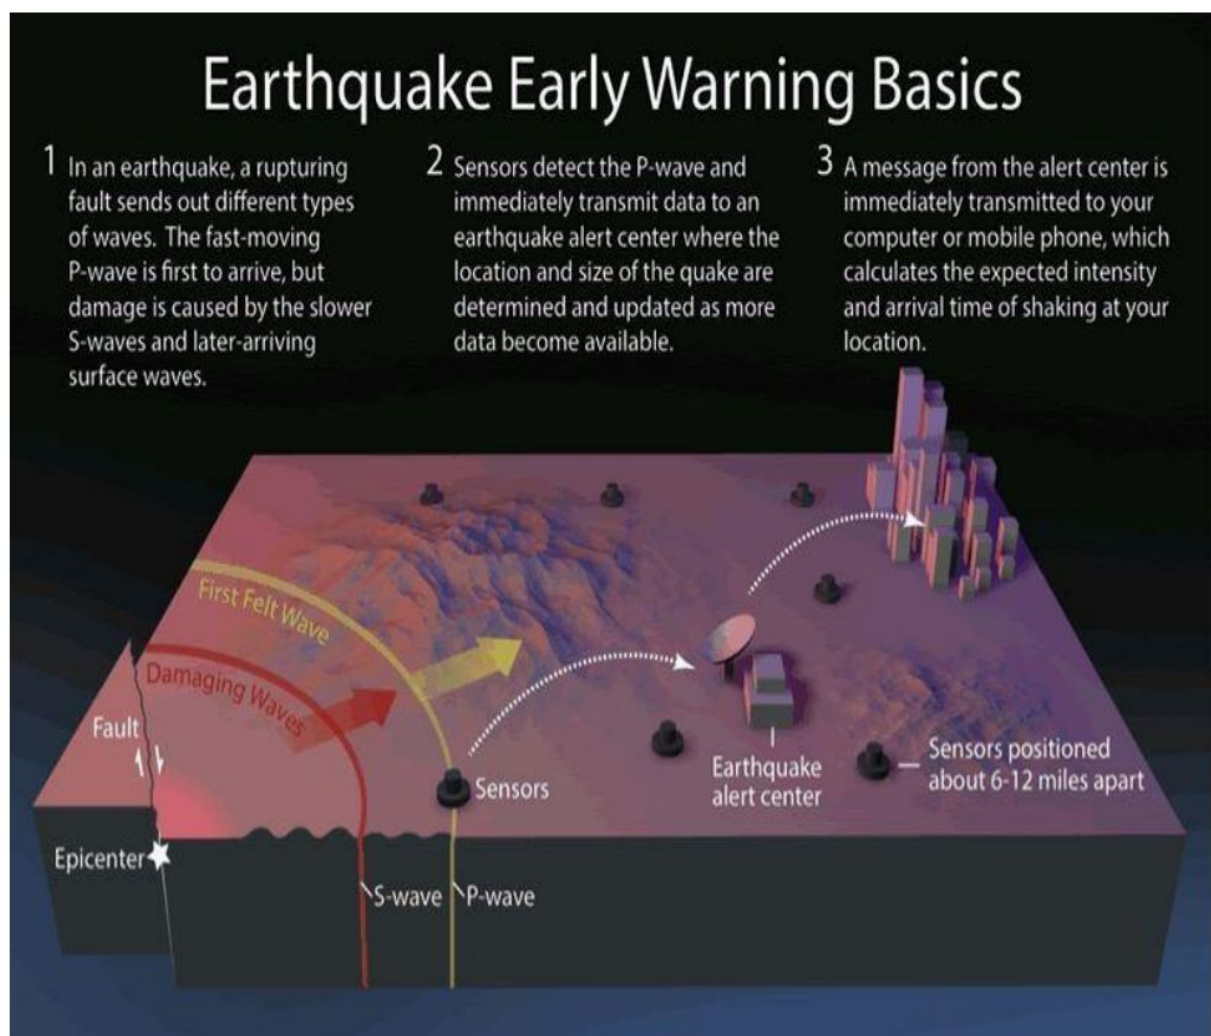 Earthquake Early Warning Basics
1 In an earthquake, a rupturing
fault sends out different types
of waves. The fast-moving
P-wave is first to arrive, but
damage is caused by the slower
S-waves and later-arriving
surface waves.
2 Sensors detect the P-wave and
immediately transmit data to an
earthquake alert center where the
location and size of the quake are
determined and updated as more
data become available.
3 A message from the alert center is
immediately transmitted to your
computer or mobile phone, which
calculates the expected intensity
and arrival time of shaking at your
location.
First Felt Wave
Damaging Waves
Fault
Sensors
Earthquake
alert center
Sensors positioned
about 6-12 miles apart
Epicenter
S-wave
P-wave